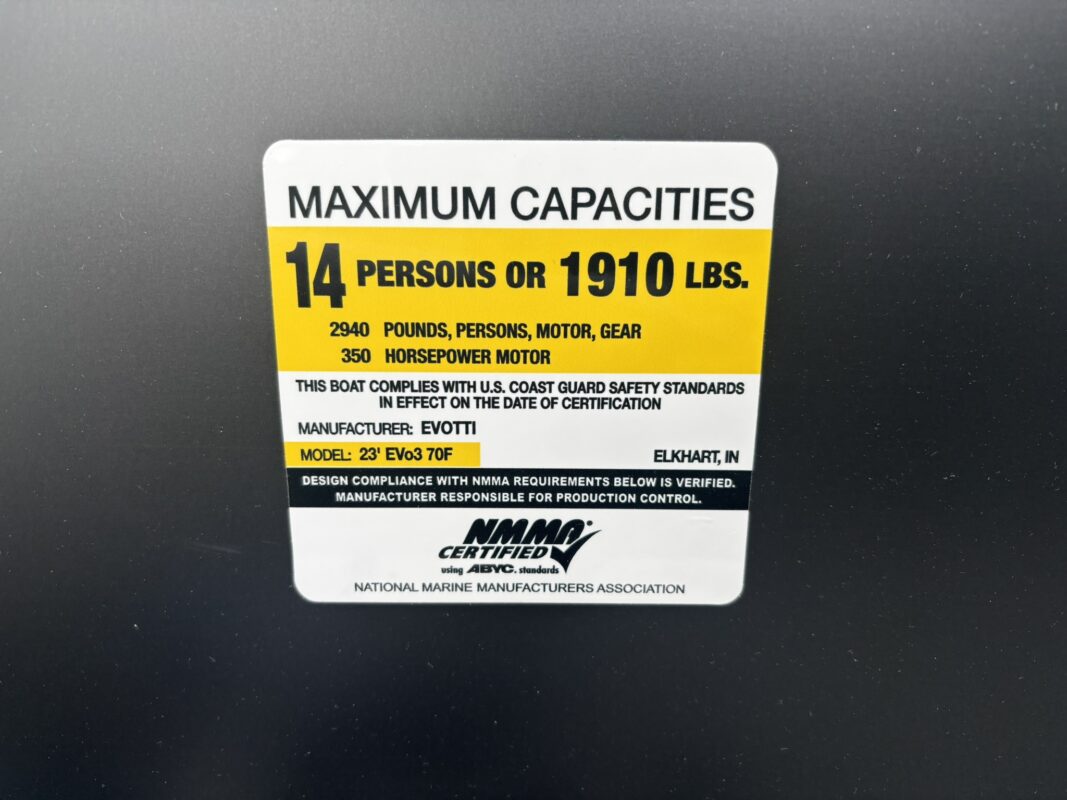 MAXIMUM CAPACITIES
14 PERSONS OR 1910 LBS.
2940 POUNDS, PERSONS, MOTOR, GEAR
350 HORSEPOWER MOTOR
THIS BOAT COMPLIES WITH U.S. COAST GUARD SAFETY STANDARDS
IN EFFECT ON THE DATE OF CERTIFICATION
MANUFACTURER: EVOTTI
MODEL: 23' EVo3 70F ELKHART, IN
DESIGN COMPLIANCE WITH NMMA REQUIREMENTS BELOW IS VERIFIED.
MANUFACTURER RESPONSIBLE FOR PRODUCTION CONTROL.
NMMA
CERTIFIED
using ABYC. standards
NATIONAL MARINE MANUFACTURERS ASSOCIATION